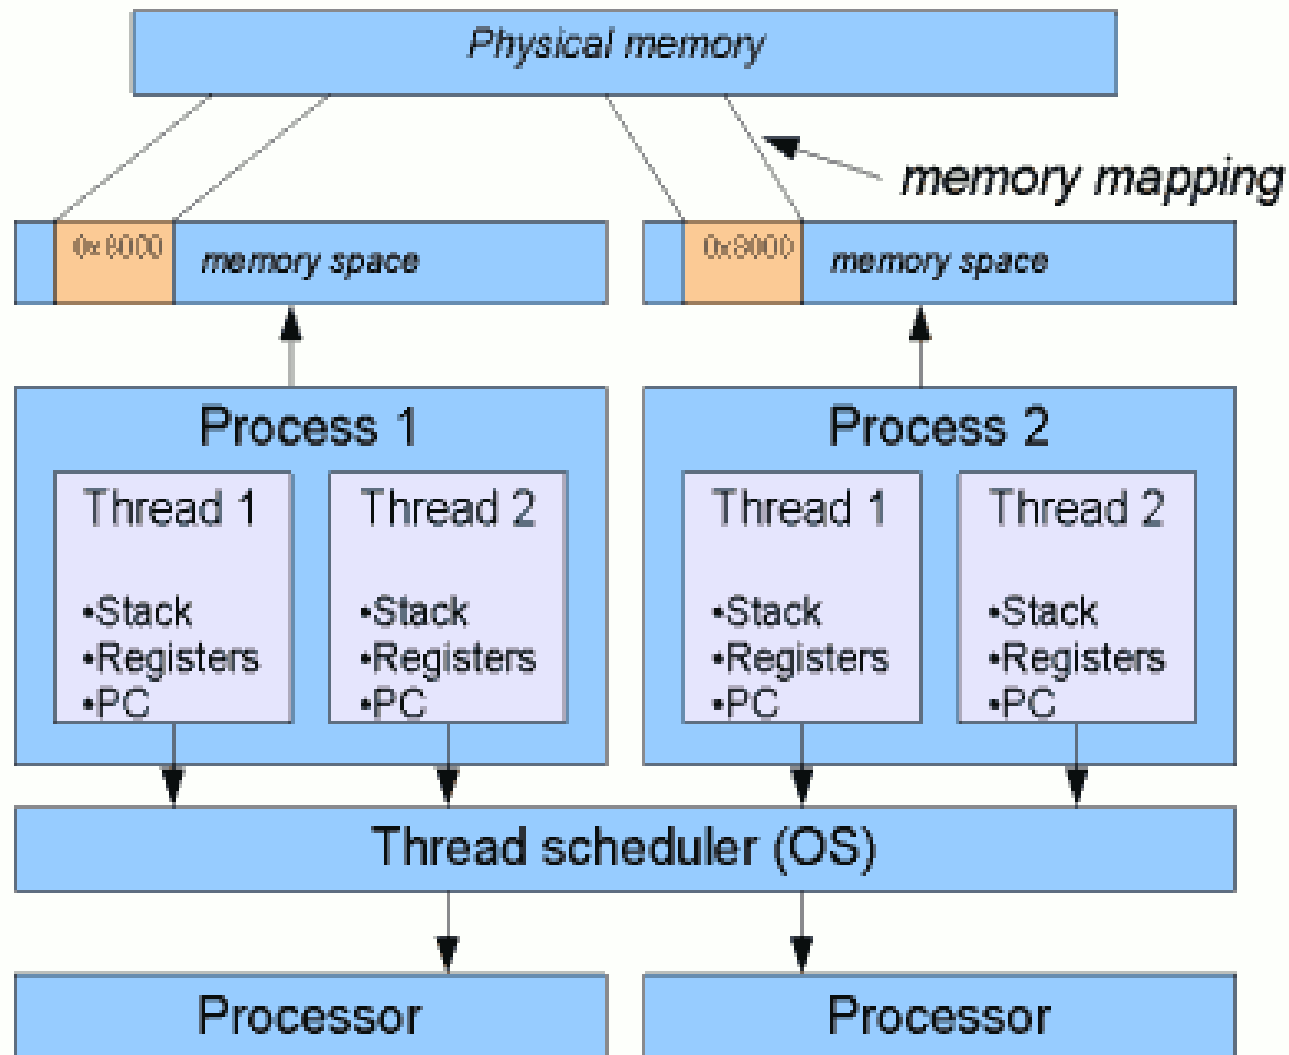 Physical memory
memory mapping
0x8000 memory space
0x8000 memory space
Process 1
Process 2
Thread 1
Thread 2
Thread 1
Thread 2
•Stack
•Registers
•PC
•Stack
•Registers
•PC
•Stack
•Registers
•PC
•Stack
•Registers
•PC
Thread scheduler (OS)
Processor
Processor